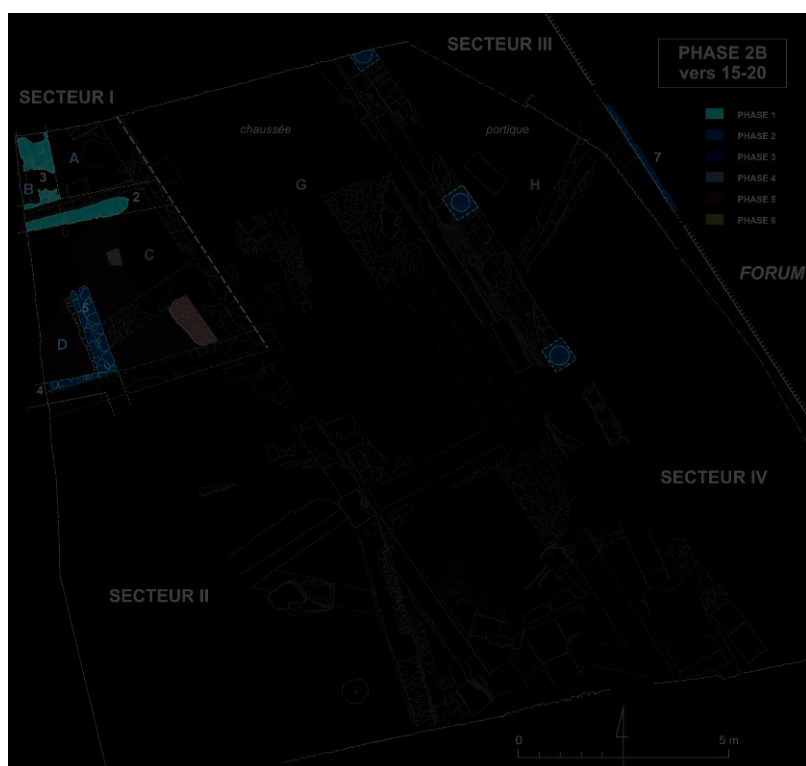 SECTEUR III
PHASE 2B
vers 15-20
SECTEUR I
PHASE 1
chaussée
portique
PHASE 2
A
7
PHASE 3
3
G
H
B
PHASE 4
2
PHASE 5
PHASE 6
C
FORUM
5
D
4
SECTEUR IV
SECTEUR II
0
5 m